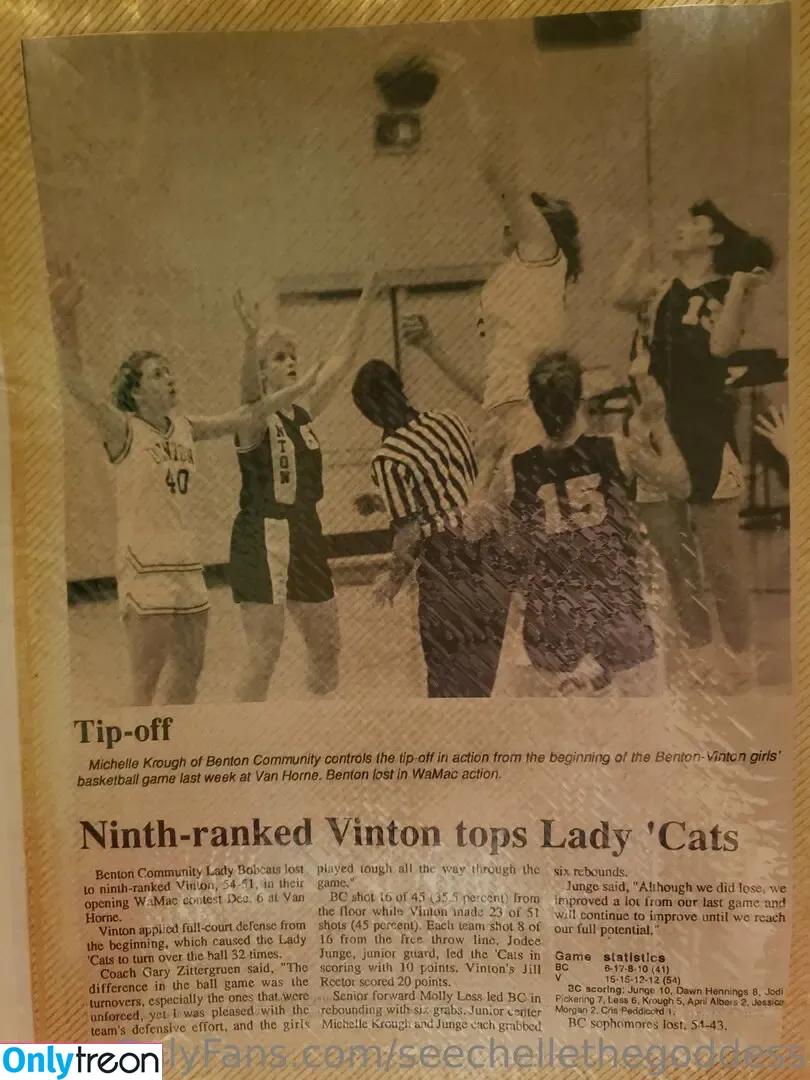 40
15
Tip-off
Michelle Krough of Benton Community controls the tip-off in action from the beginning of the Benton-Vinton girls'
basketball game last week at Van Horne. Benton lost in WaMac action.
Ninth-ranked Vinton tops Lady 'Cats
Benton Community Lady Bobcats lost
to ninth-ranked Vinton, 54-51, in their
opening WaMac contest Dec. 6 at Van
Horne.
Vinton applied full-court defense from
the beginning, which caused the Lady
'Cats to turn over the ball 32 times.
Coach Gary Zittergruen said, "The
difference in the ball game was the
turnovers, especially the ones that were
unforced, yet I was pleased with the
team's defensive effort, and the girls
played tough all the way through the
game."
BC shot 16 of 45 (35.5 percent) from
the floor while Vinton made 23 of 51
shots (45 percent). Each team shot 8 of
16 from the free throw line. Jodee
Junge, junior guard, led the 'Cats in
scoring with 10 points. Vinton's Jill
Rector scored 20 points.
Senior forward Molly Less led BC in
rebounding with six grabs. Junior center
Michelle Krough and Junge each grabbed
six rebounds.
Junge said, "Although we did lose, we
improved a lot from our last game and
will continue to improve until we reach
our full potential."
Game statistics
BC 6-17-8-10 (41)
V 15-15-12-12 (54)
BC scoring: Junge 10, Dawn Hennings 8, Jodi
Pickering 7, Less 6, Krough 5, April Albers 2, Jessica
Morgan 2, Cris Peddicord 1.
BC sophomores lost, 54-43.
Onlytreon
OnlyFans.com/seechellethegoddess